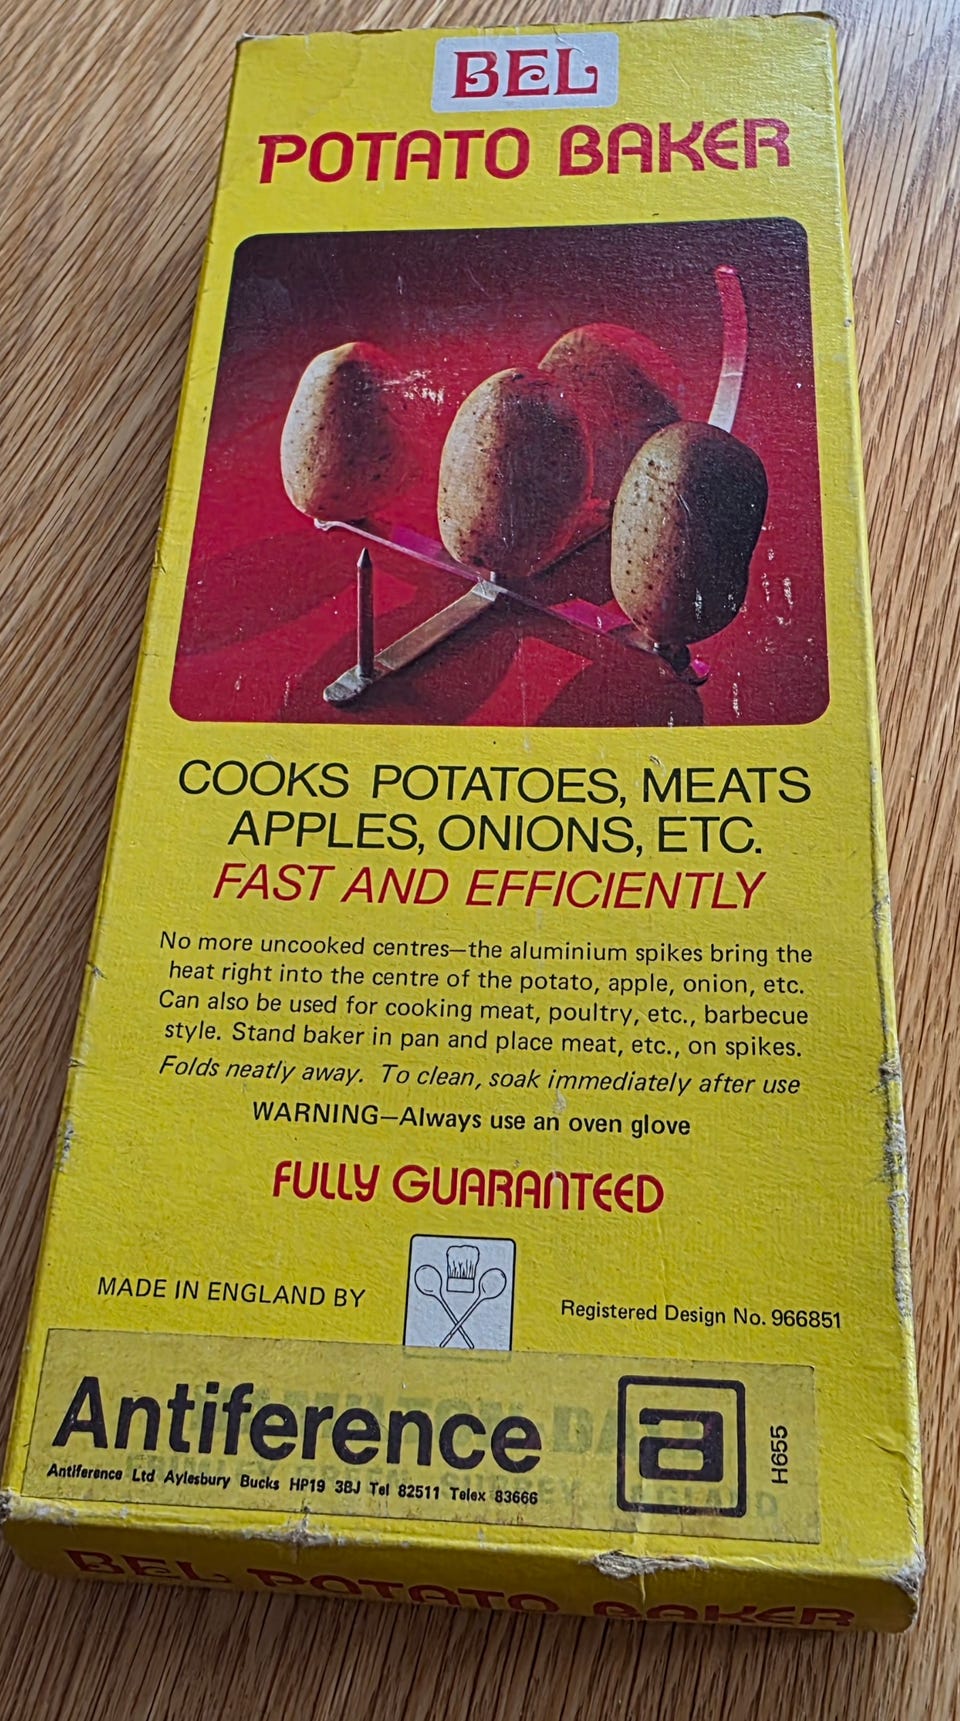 BEL
POTATO BAKER
COOKS POTATOES, MEATS
APPLES, ONIONS, ETC.
FAST AND EFFICIENTLY
No more uncooked centres—the aluminium spikes bring the
heat right into the centre of the potato, apple, onion, etc.
Can also be used for cooking meat, poultry, etc., barbecue
style. Stand baker in pan and place meat, etc., on spikes.
Folds neatly away. To clean, soak immediately after use
WARNING—Always use an oven glove
FULLY GUARANTEED
MADE IN ENGLAND BY
Registered Design No. 966851
Antiference
a
H655
Antiference Ltd Aylesbury Bucks HP19 3BJ Tel 82511 Telex 83666
BEL POTATO BAKER